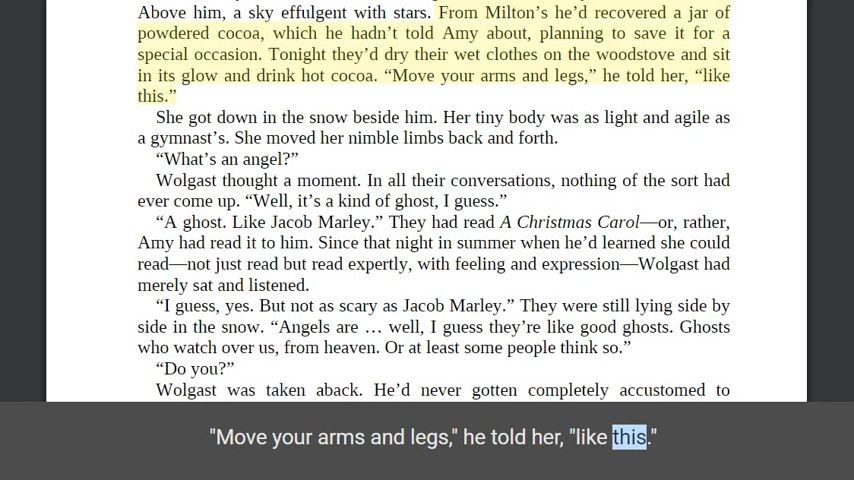 Above him, a sky effulgent with stars. From Milton’s he’d recovered a jar of
powdered cocoa, which he hadn’t told Amy about, planning to save it for a
special occasion. Tonight they’d dry their wet clothes on the woodstove and sit
in its glow and drink hot cocoa. “Move your arms and legs,” he told her, “like
this.”
She got down in the snow beside him. Her tiny body was as light and agile as
a gymnast’s. She moved her nimble limbs back and forth.
“What’s an angel?”
Wolgast thought a moment. In all their conversations, nothing of the sort had
ever come up. “Well, it’s a kind of ghost, I guess.”
“A ghost. Like Jacob Marley.” They had read A Christmas Carol—or, rather,
Amy had read it to him. Since that night in summer when he’d learned she could
read—not just read but read expertly, with feeling and expression—Wolgast had
merely sat and listened.
“I guess, yes. But not as scary as Jacob Marley.” They were still lying side by
side in the snow. “Angels are … well, I guess they’re like good ghosts. Ghosts
who watch over us, from heaven. Or at least some people think so.”
“Do you?”
Wolgast was taken aback. He’d never gotten completely accustomed to
"Move your arms and legs," he told her, "like this."